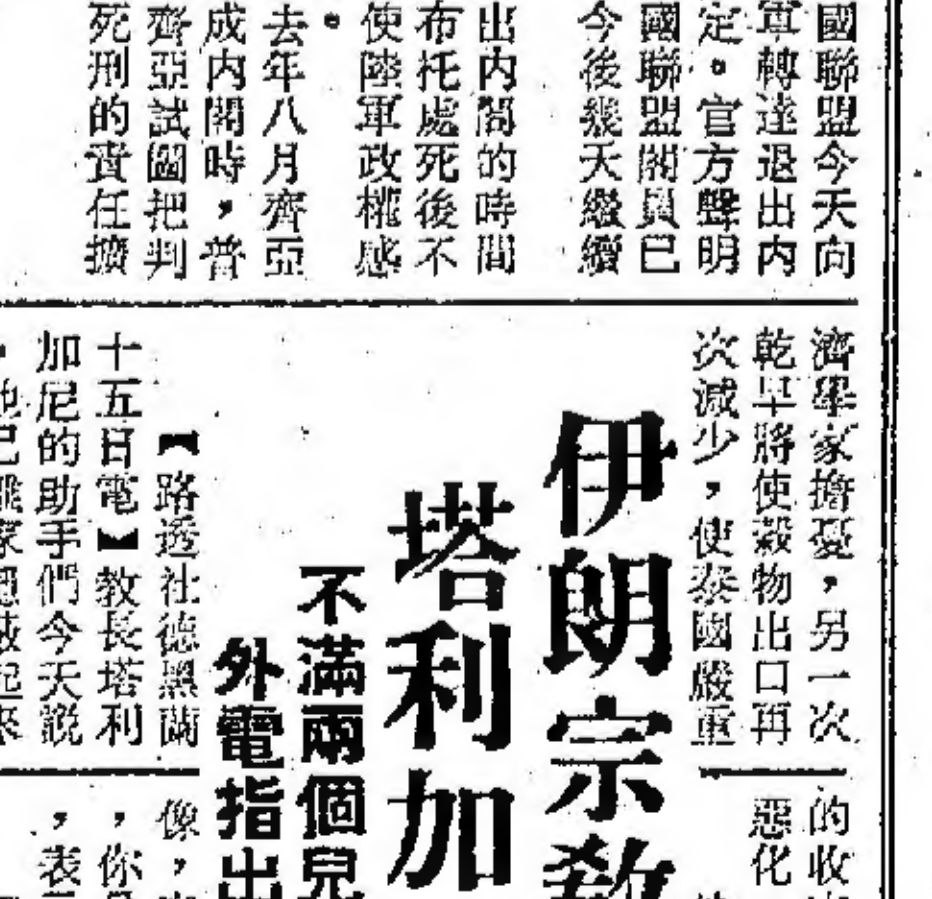 國聯盟今天向
軍轉達退出内
定。官方聲明
國聯盟閣員已
今後幾天繼續
出内閣的時間
布托處死後不
使陸軍政權感
。
去年八月齊亞
成内閣時,普
齊亞試圖把判
死刑的責任擴
濟學家擔憂,另一次
乾旱將使穀物出口再
次減少,使泰國嚴重
伊朗宗教
塔利加
不滿兩個兒
外電指出
【路透社德黑蘭
十五日電】教長塔利
加尼的助手們今天說
,他已離家
的收
惡化
像,
,你
,表